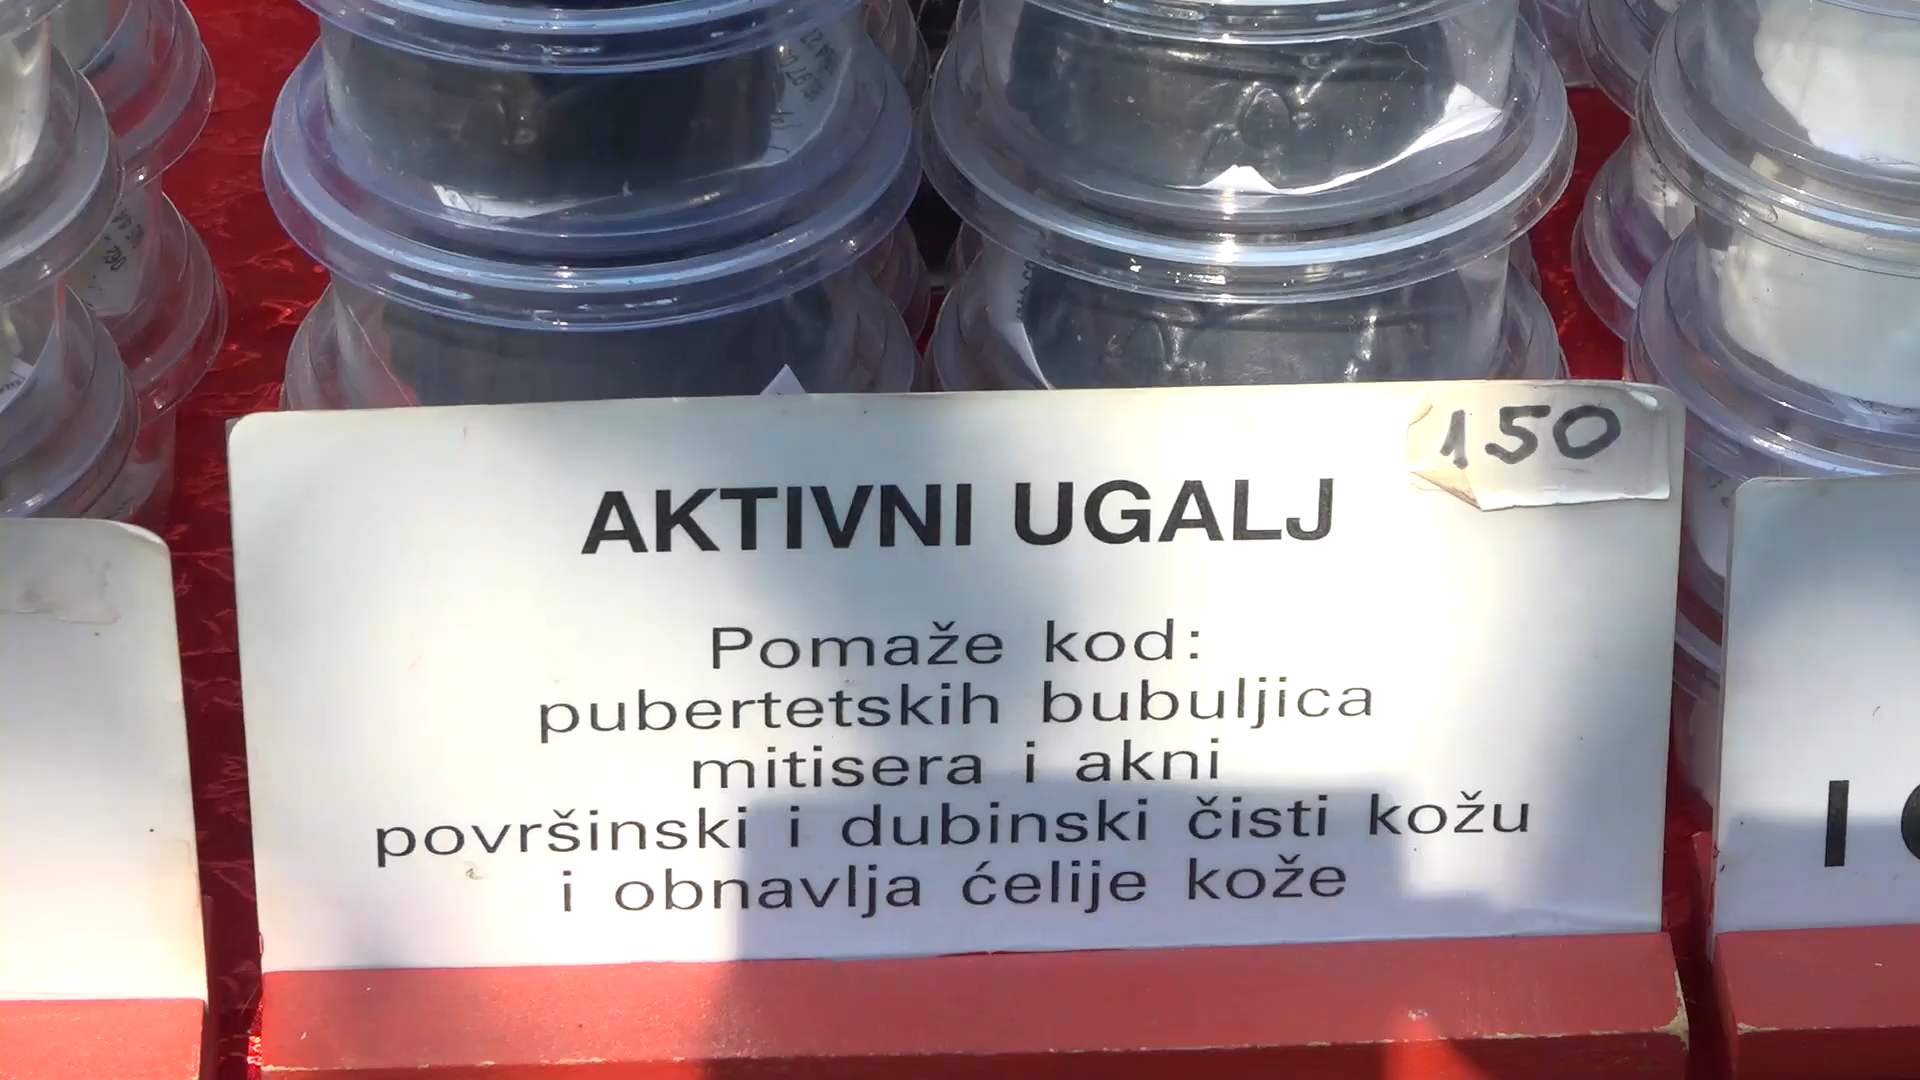 150
AKTIVNI UGALJ
Pomaže kod:
pubertetskih bubuljica
mitisera i akni
površinski i dubinski čisti kožu
i obnavlja ćelije kože